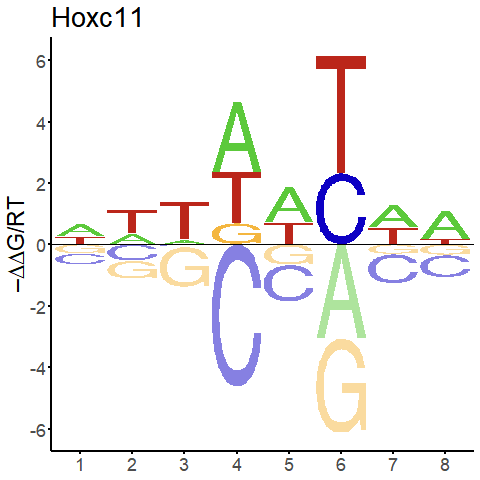 Hoxc11
−ΔΔG/RT
6
4
2
0
-2
-4
-6
A T G C
T A C G
T A G
A T G C
A T G C
T C A G
A T G C
A T G C
1 2 3 4 5 6 7 8